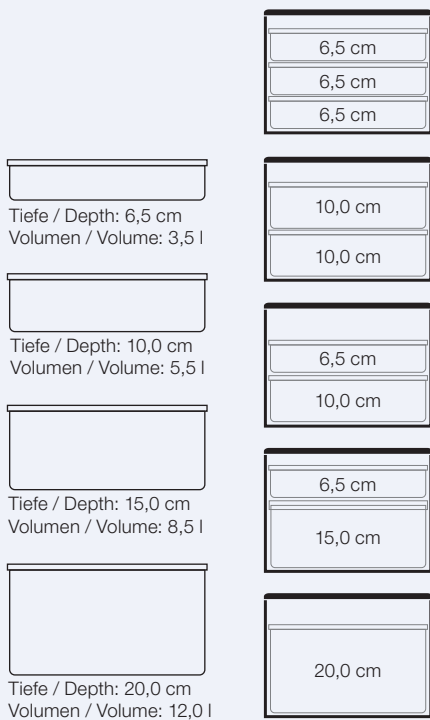 Tiefe / Depth: 6,5 cm
Volumen / Volume: 3,5 l
Tiefe / Depth: 10,0 cm
Volumen / Volume: 5,5 l
Tiefe / Depth: 15,0 cm
Volumen / Volume: 8,5 l
Tiefe / Depth: 20,0 cm
Volumen / Volume: 12,0 l
6,5 cm
6,5 cm
6,5 cm
10,0 cm
10,0 cm
6,5 cm
10,0 cm
6,5 cm
15,0 cm
20,0 cm